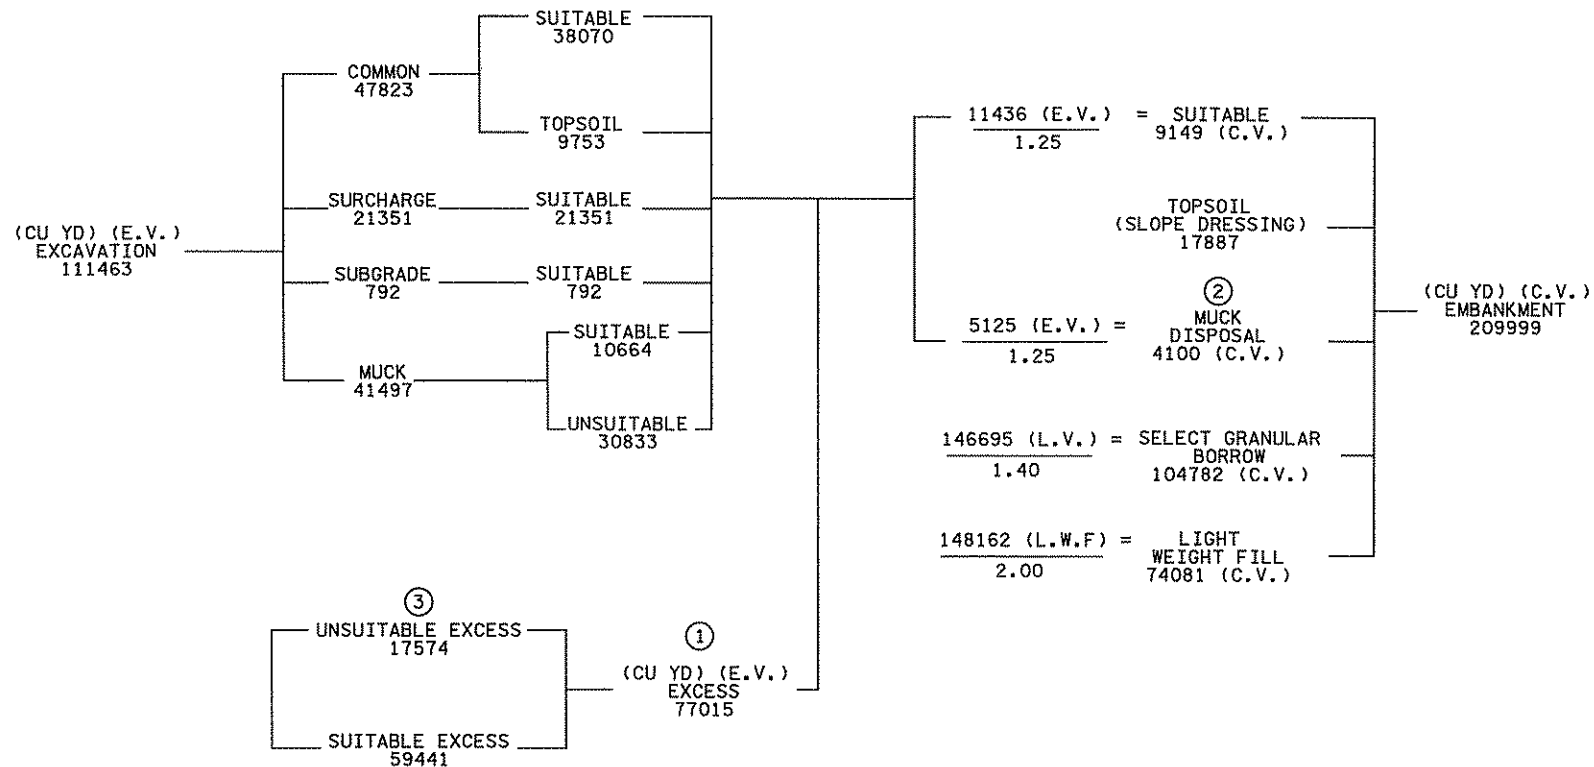 (CU YD) (E.V.)
EXCAVATION
111463
COMMON
47823
SUITABLE
38070
TOPSOIL
9753
SURCHARGE
21351
SUITABLE
21351
SUBGRADE
792
SUITABLE
792
MUCK
41497
SUITABLE
10664
UNSUITABLE
30833
11436 (E.V.) = SUITABLE
1.25 9149 (C.V.)
TOPSOIL
(SLOPE DRESSING)
17887
2
5125 (E.V.) = MUCK
DISPOSAL
1.25 4100 (C.V.)
146695 (L.V.) = SELECT GRANULAR
BORROW
1.40 104782 (C.V.)
148162 (L.W.F) = LIGHT
WEIGHT FILL
2.00 74081 (C.V.)
(CU YD) (C.V.)
EMBANKMENT
209999
3
UNSUITABLE EXCESS
17574
SUITABLE EXCESS
59441
1
(CU YD) (E.V.)
EXCESS
77015